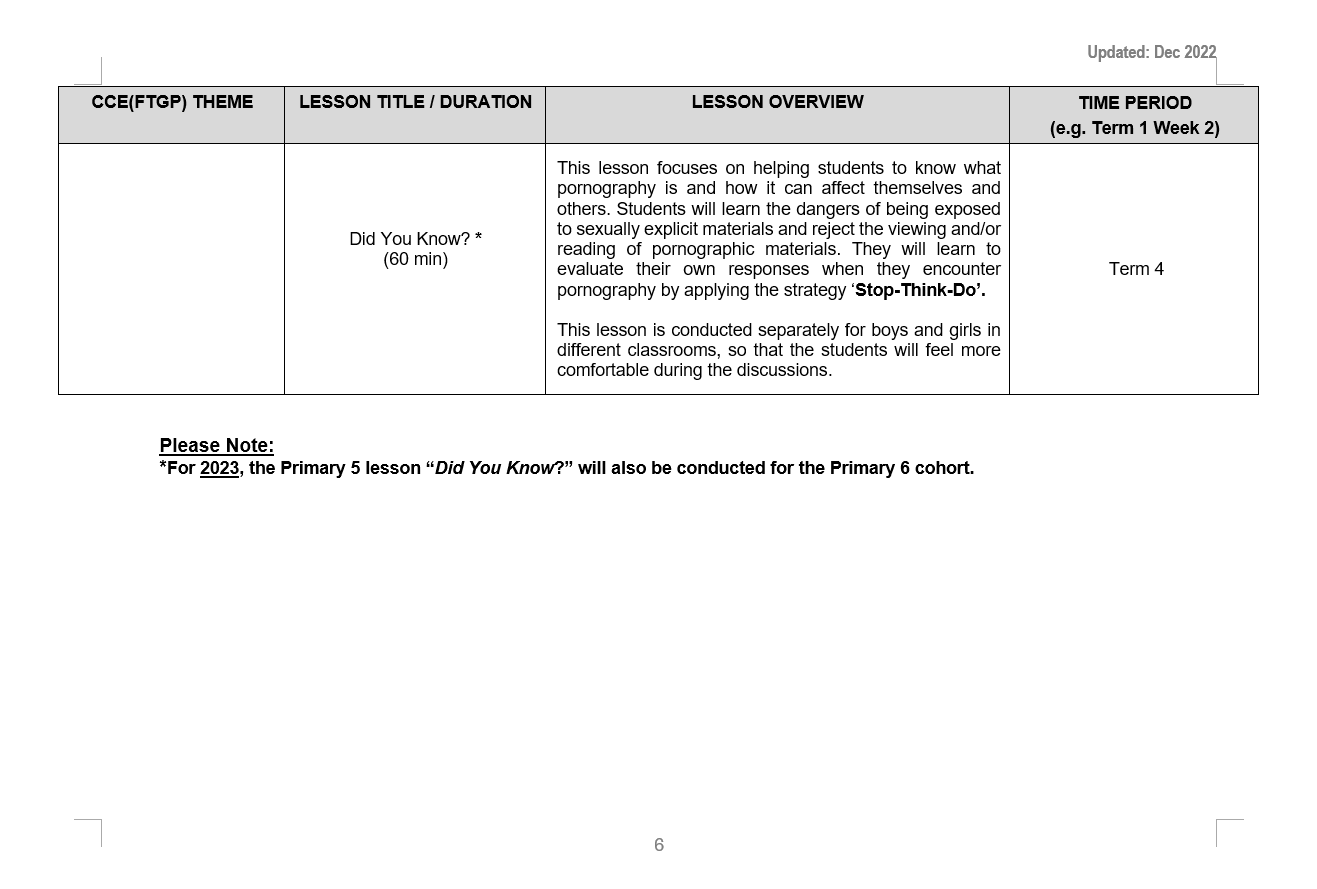 Updated: Dec 2022
CCE(FTGP) THEME
LESSON TITLE / DURATION
LESSON OVERVIEW
TIME PERIOD
(e.g. Term 1 Week 2)
Did You Know? *
(60 min)
This lesson focuses on helping students to know what
pornography is and how it can affect themselves and
others. Students will learn the dangers of being exposed
to sexually explicit materials and reject the viewing and/or
reading of pornographic materials. They will learn to
evaluate their own responses when they encounter
pornography by applying the strategy ‘Stop-Think-Do’.
This lesson is conducted separately for boys and girls in
different classrooms, so that the students will feel more
comfortable during the discussions.
Term 4
Please Note:
*For 2023, the Primary 5 lesson “Did You Know?” will also be conducted for the Primary 6 cohort.
6